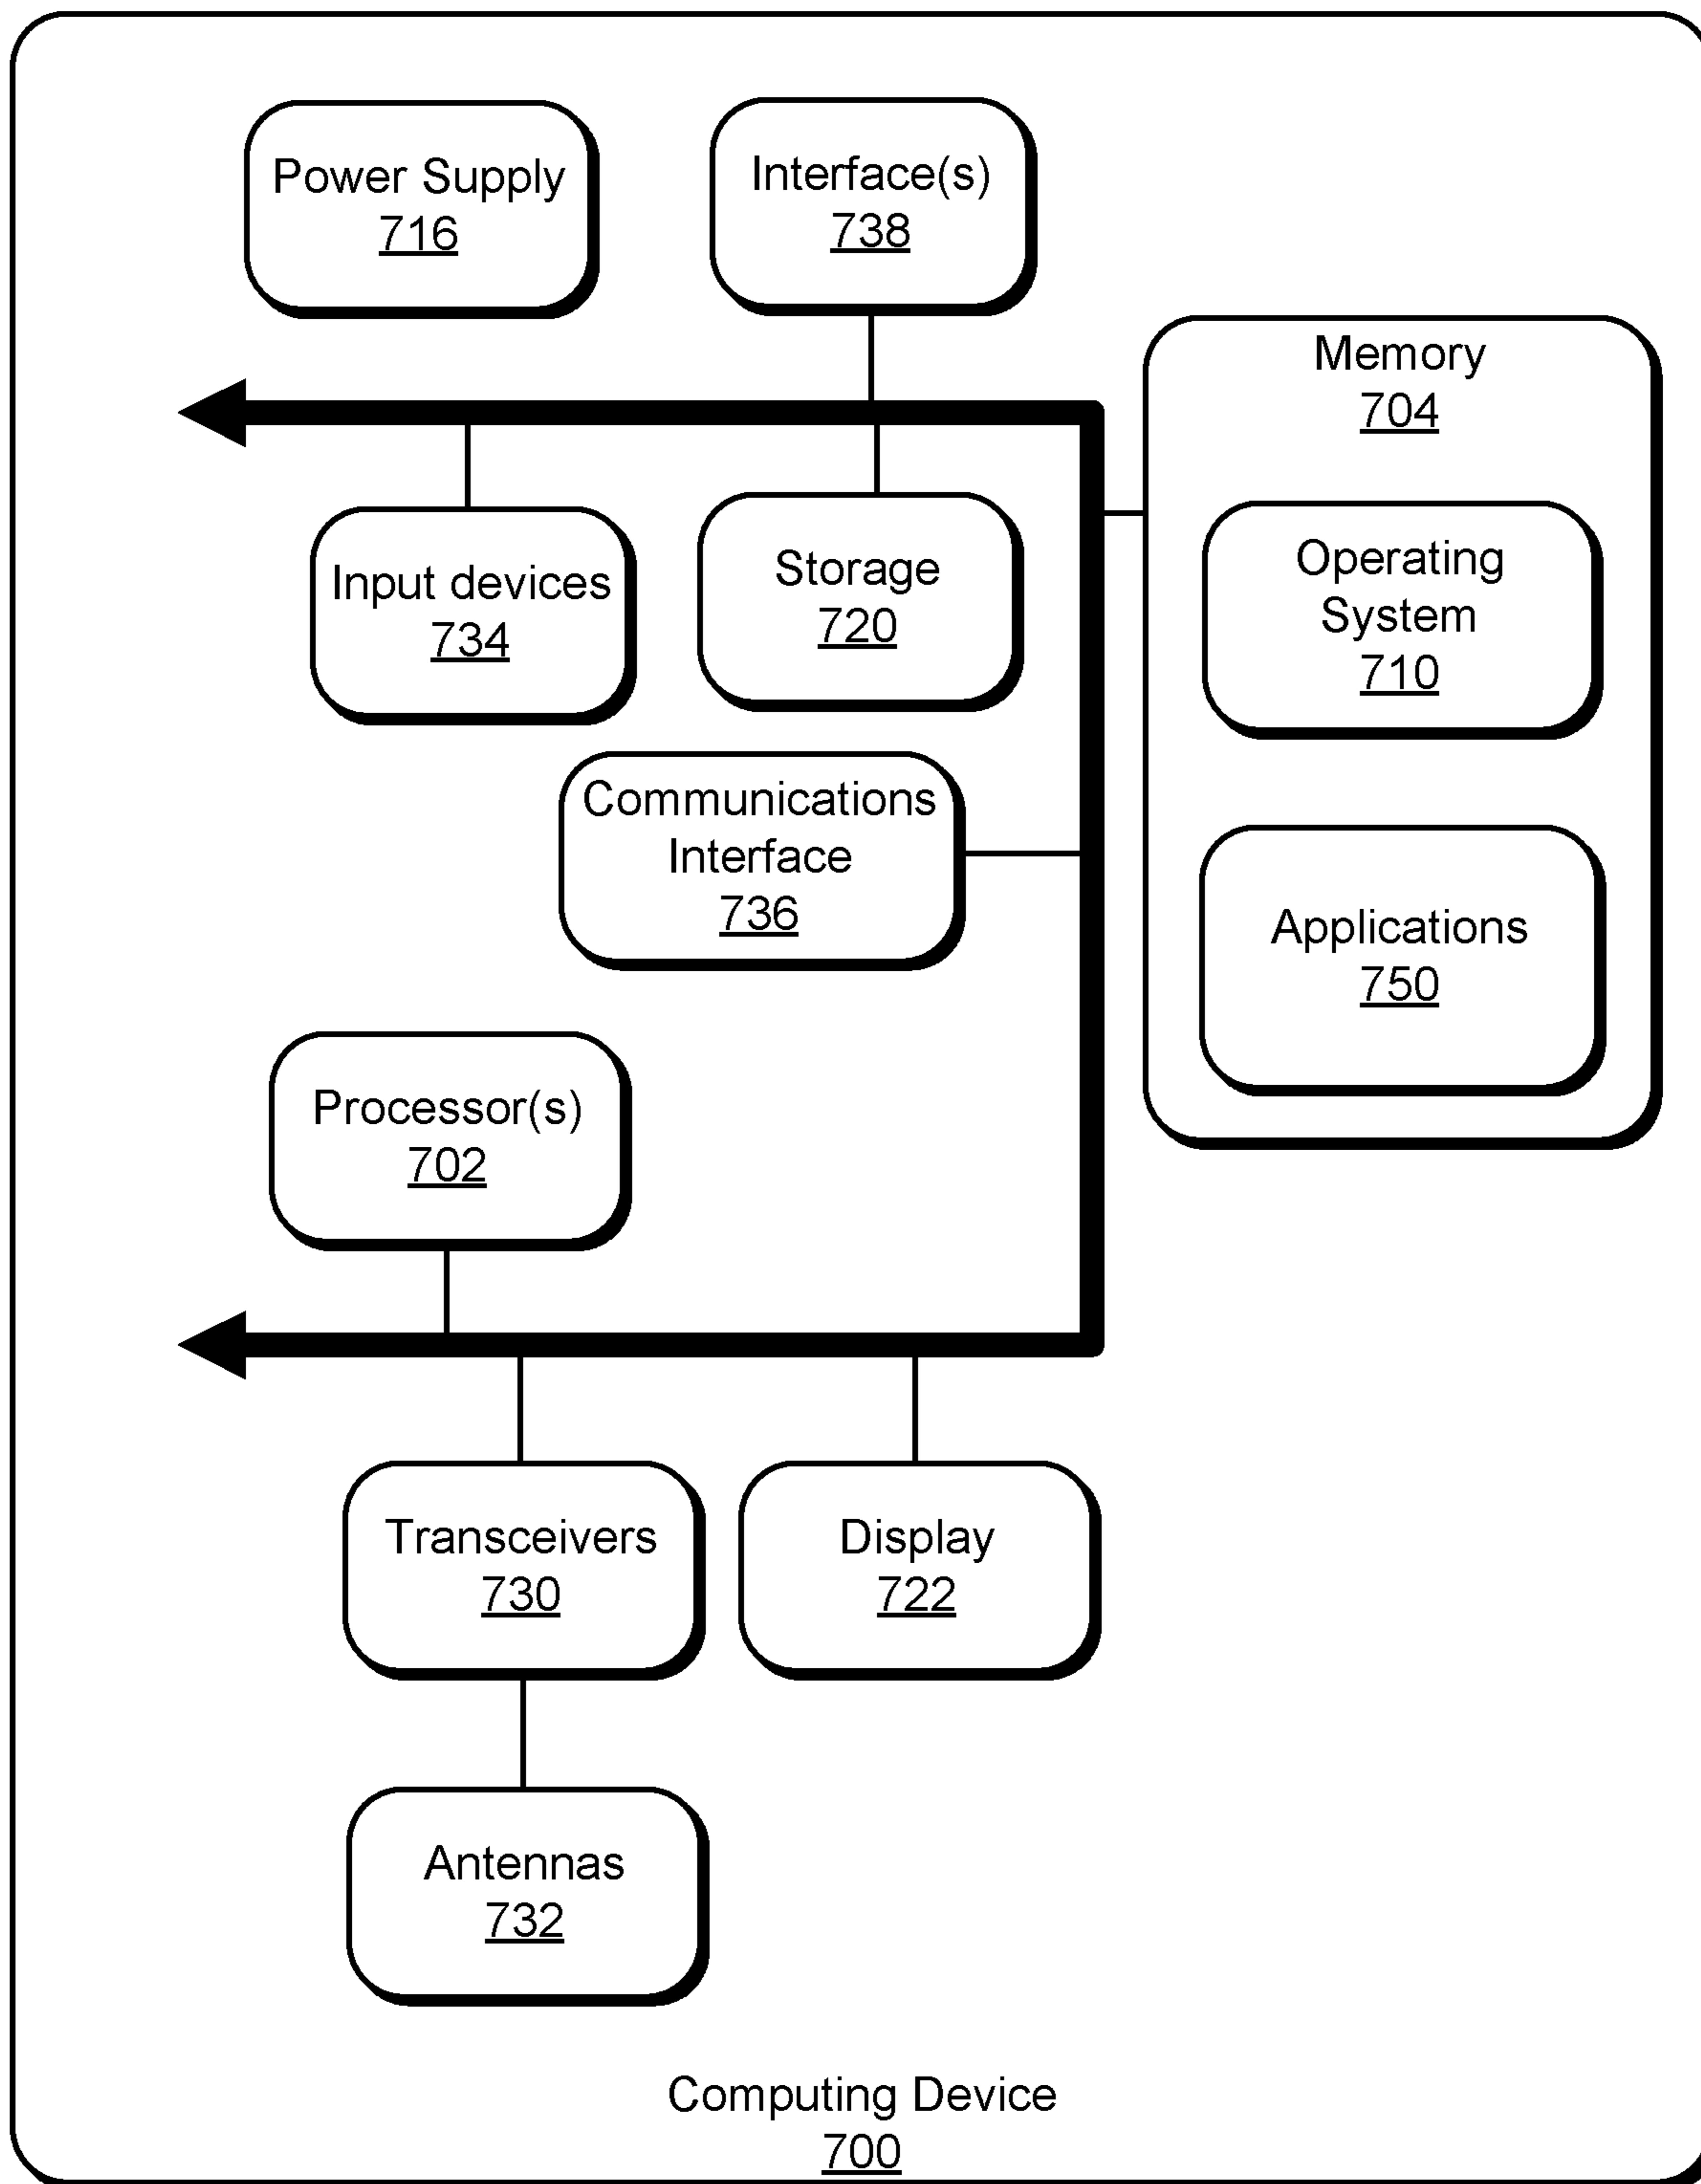 Power Supply
716
Interface(s)
738
Memory
704
Input devices
734
Storage
720
Operating
System
710
Communications
Interface
736
Applications
750
Processor(s)
702
Transceivers
730
Display
722
Antennas
732
Computing Device
700